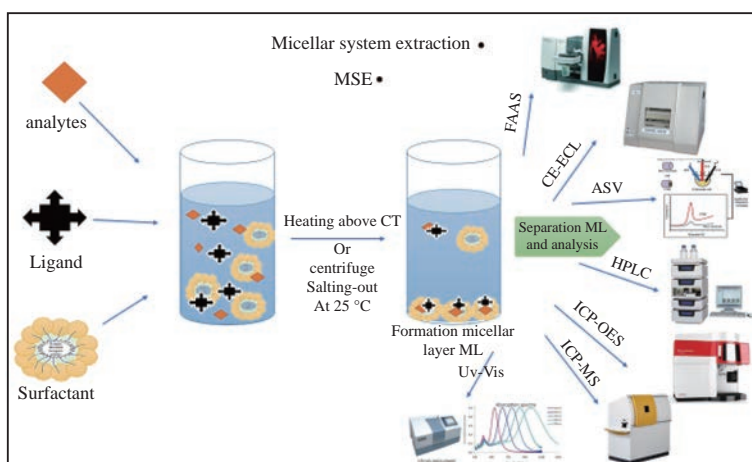 Micellar system extraction •
MSE •
analytes
Ligand
Surfactant
Heating above CT
Or
centrifuge
Salting-out
At 25 °C
Formation micellar
layer ML
Separation ML
and analysis
FAAS
CE-ECL
ASV
HPLC
ICP-OES
ICP-MS
Uv-Vis